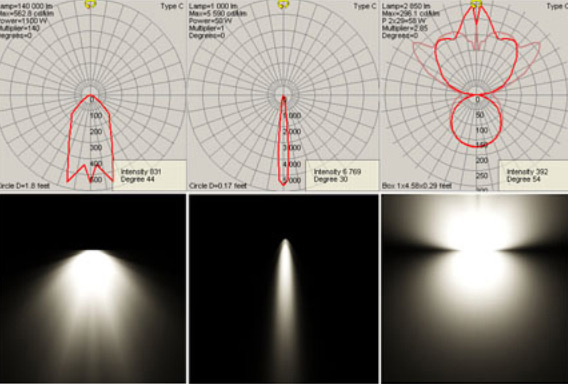 Lamp=140 000 lm Type C
Max=562.8 cd/klm
Power=1100 W
Multiplier=140
Degrees=0
0
100
200
300
400
500
Intensity 831
Degree 44
Circle D=1.8 feet
Lamp=1 000 lm Type C
Max=5 590 cd/klm
Power=50 W
Multiplier=1
Degrees=0
0
1 000
2 000
3 000
4 000
5 000
Intensity 6 769
Degree 30
Circle D=0.17 feet
Lamp=2 850 lm Type C
Max=296.1 cd/klm
P 2x29=58 W
Multiplier=2.85
Degrees=0
0
50
100
150
200
300
Intensity 392
Degree 54
Box 1x4.58x0.29 feet